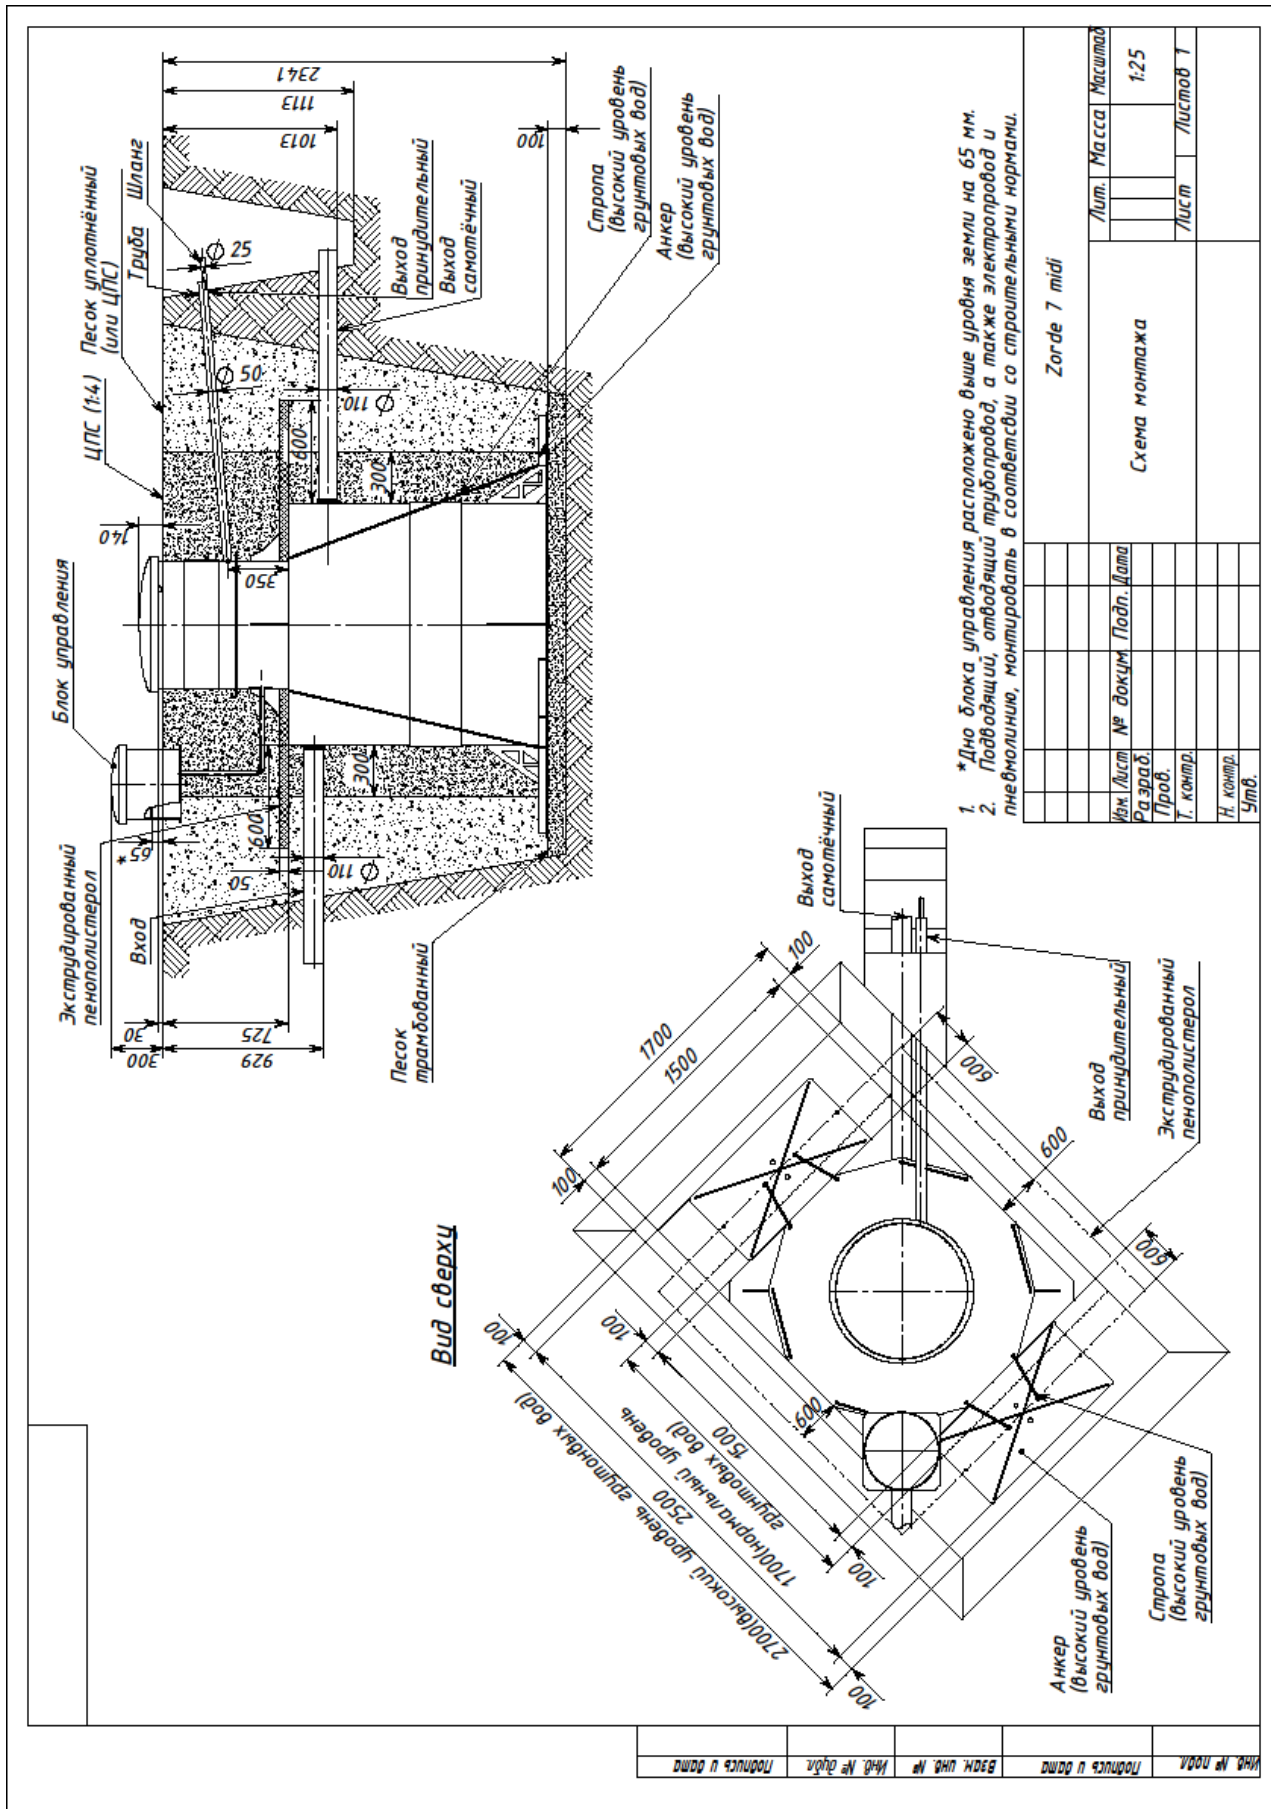 Блок управления
ЦПС (1:4)
Песок уплотнённый
(или ЦПС)
Труба
Шланг
Экструдированный
пенополистерол
Вход
Песок
трамбованный
Выход
принудительный
Выход
самотёчный
Стропа
(высокий уровень
грунтовых вод)
Анкер
(высокий уровень
грунтовых вод)
300
30
725
929
*65
50
600
110
Ø
300
140
350
Ø 50
Ø 25
600
300
110
Ø
1013
1113
2341
100
Вид сверху
100
100
1700
1500
100
100
600
600
600
600
100
1500
1700(нормальный уровень
грунтовых вод)
100
2500
2700(высокий уровень грутновых вод)
100
Выход
самотёчный
Выход
принудительный
Экструдированный
пенополистерол
Анкер
(высокий уровень
грунтовых вод)
Стропа
(высокий уровень
грунтовых вод)
1. *Дно блока управления расположено выше уровня земли на 65 мм.
2. Подводящий, отводящий трубопровод, а также электропровод и
пневмолинию, монтировать в соответсвии со строительными нормами.
Zorde 7 midi
Схема монтажа
Лит. Масса Масштаб
1:25
Лист Листов 1
Изм. Лист № докум. Подп. Дата
Разраб.
Пров.
Т. контр.
Н. контр.
Утв.
Подпись и дата
Инв. № дубл.
Взам. инв. №
Подпись и дата
Инв. № подл.